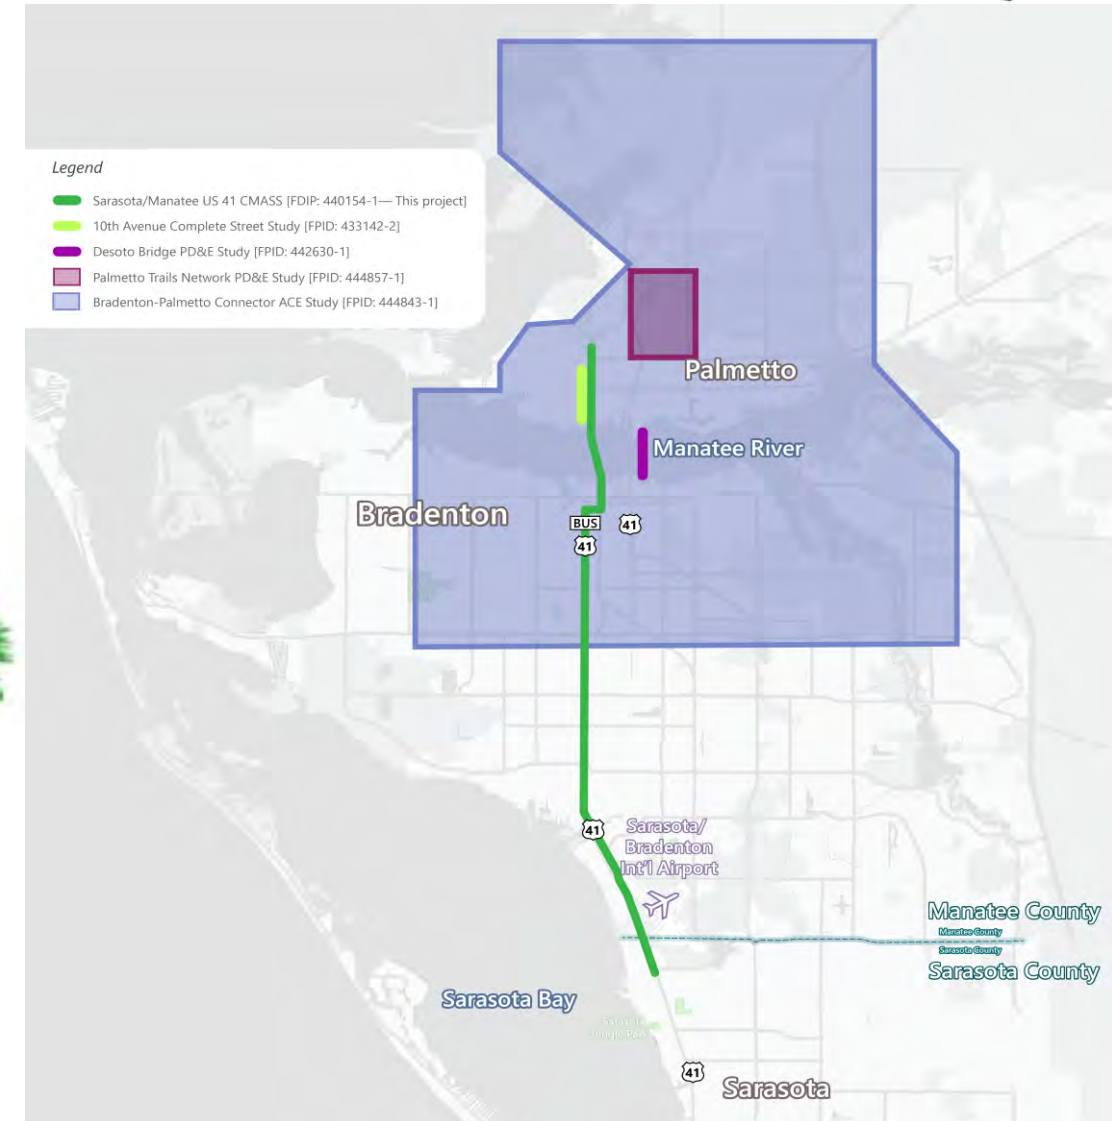 Legend
Sarasota/Manatee US 41 CMASS [FDIP: 440154-1— This project]
10th Avenue Complete Street Study [FPID: 433142-2]
Desoto Bridge PD&E Study [FPID: 442630-1]
Palmetto Trails Network PD&E Study [FPID: 444857-1]
Bradenton-Palmetto Connector ACE Study [FPID: 444843-1]
Palmetto
Manatee River
Bradenton
BUS
41
41
41
Sarasota/
Bradenton
Int'l Airport
Manatee County
Manatee County
Sarasota County
Sarasota County
Sarasota Bay
Sarasota
41
Sarasota